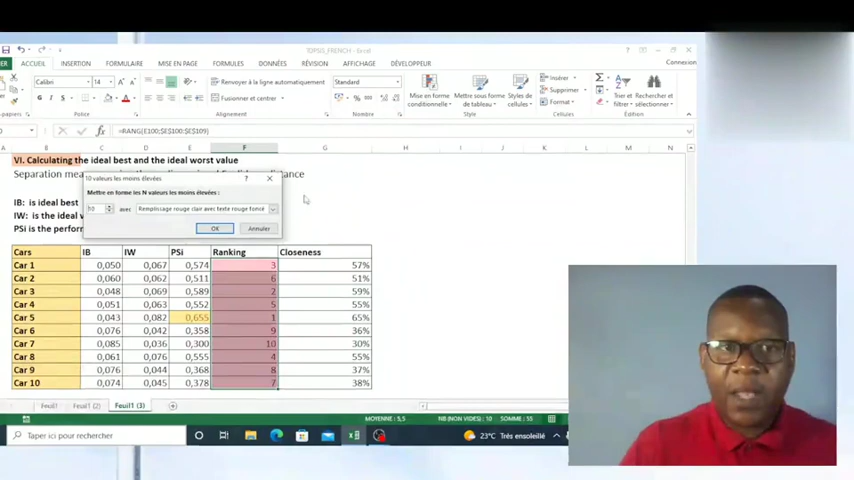 TOPSIS_FRENCH - Excel
ACCUEIL INSERTION FORMULAIRE MISE EN PAGE FORMULES DONNÉES RÉVISION AFFICHAGE DÉVELOPPEUR
Connexion
Calibri 14 Renvoyer à la ligne automatiquement Standard Insérer
Supprimer
G I S Fusionner et centrer Mise en forme conditionnelle Mettre sous forme de tableau Styles de cellules Format Trier et filtrer Rechercher et sélectionner
Police Alignement Nombre Style Cellules Édition
=RANG(E100;$E$100:$E$109)
B C D E F G H I J K L M N
VI. Calculating the ideal best and the ideal worst value
10 valeurs les moins élevées
Mettre en forme les N valeurs les moins élevées :
10 avec Remplissage rouge clair avec texte rouge foncé
OK Annuler
Separation mea distance
IB: is ideal best
IW: is the ideal w
PSi is the perform
Cars IB IW PSi Ranking Closeness
Car 1 0,050 0,067 0,574 3 57%
Car 2 0,060 0,062 0,511 6 51%
Car 3 0,048 0,069 0,589 2 59%
Car 4 0,051 0,063 0,552 5 55%
Car 5 0,043 0,082 0,655 1 65%
Car 6 0,076 0,042 0,358 9 36%
Car 7 0,085 0,036 0,300 10 30%
Car 8 0,061 0,076 0,555 4 55%
Car 9 0,076 0,044 0,368 8 37%
Car 10 0,074 0,045 0,378 7 38%
Feuil1 Feuil1 (2) Feuil1 (3)
MOYENNE : 5,5 NB (NON VIDES) : 10 SOMME : 55
Taper ici pour rechercher
23°C Très ensoleillé